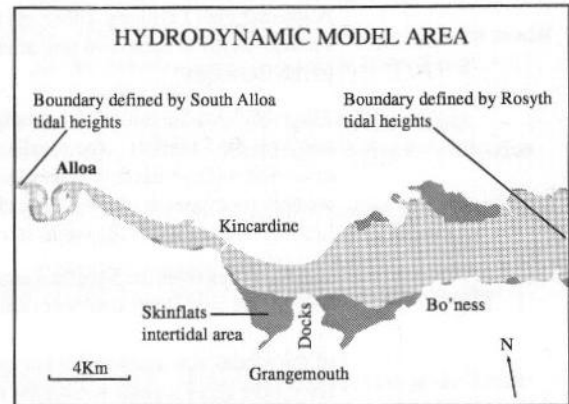 HYDRODYNAMIC MODEL AREA
Boundary defined by South Alloa
tidal heights
Boundary defined by Rosyth
tidal heights
Alloa
Kincardine
Skinflats
intertidal area
Docks
Bo'ness
Grangemouth
4Km
N